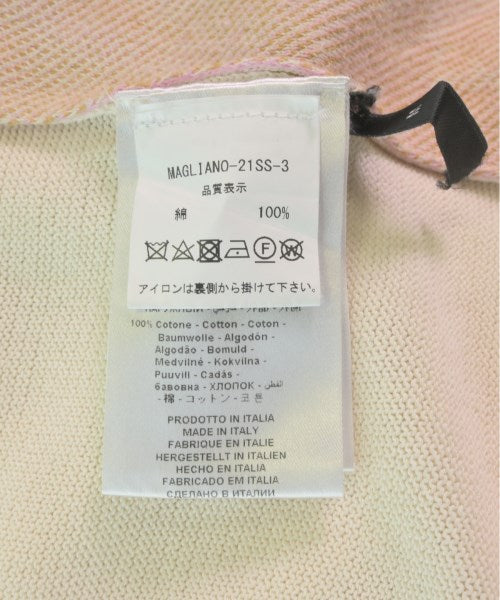 MAGLIANO-21SS-3
品質表示
綿 100%
F W
アイロンは裏側から掛けて下さい。
100% Cotone - Cotton - Coton -
Baumwolle - Algodón -
Algodão - Bomuld -
Medvilnė - Kokvilna -
Puuvill - Cadás -
бавовна - ХЛОПОК - القطن
- 棉 - コットン - 코튼
PRODOTTO IN ITALIA
MADE IN ITALY
FABRIQUE EN ITALIE
HERGESTELLT IN ITALIEN
HECHO EN ITALIA
FABRICADO EM ITALIA
СДЕЛАНО В ИТАЛИИ